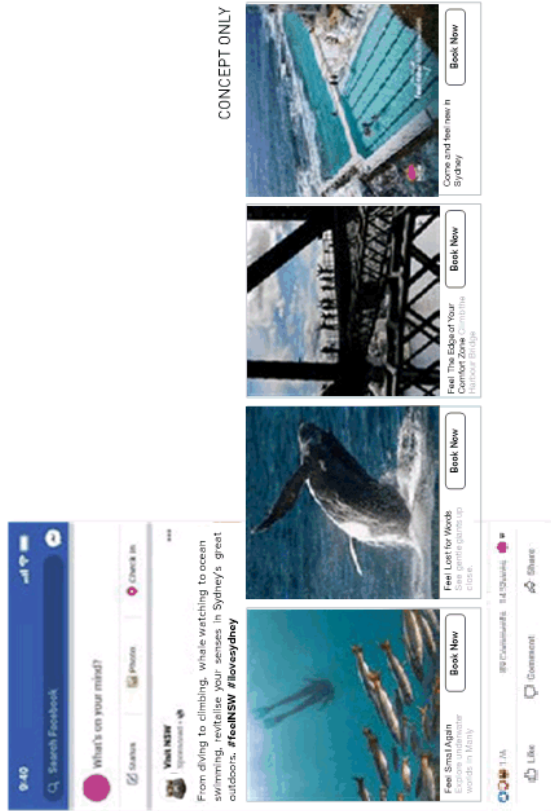 9:40
Search Facebook
What's on your mind?
Status
Photo
Check in
Visit NSW
Sponsored
From diving to climbing, whale watching to ocean
swimming, revitalise your senses in Sydney's great
outdoors. #feelNSW #ilovesydney
Feel Small Again
Explore underwater
worlds in Manly
Book Now
Feel Lost for Words
See gentle giants up
close.
Book Now
Feel The Edge of Your
Comfort Zone Climb the
Harbour Bridge
Book Now
Come and feel new in
Sydney
Book Now
Like
Comment
Share
CONCEPT ONLY